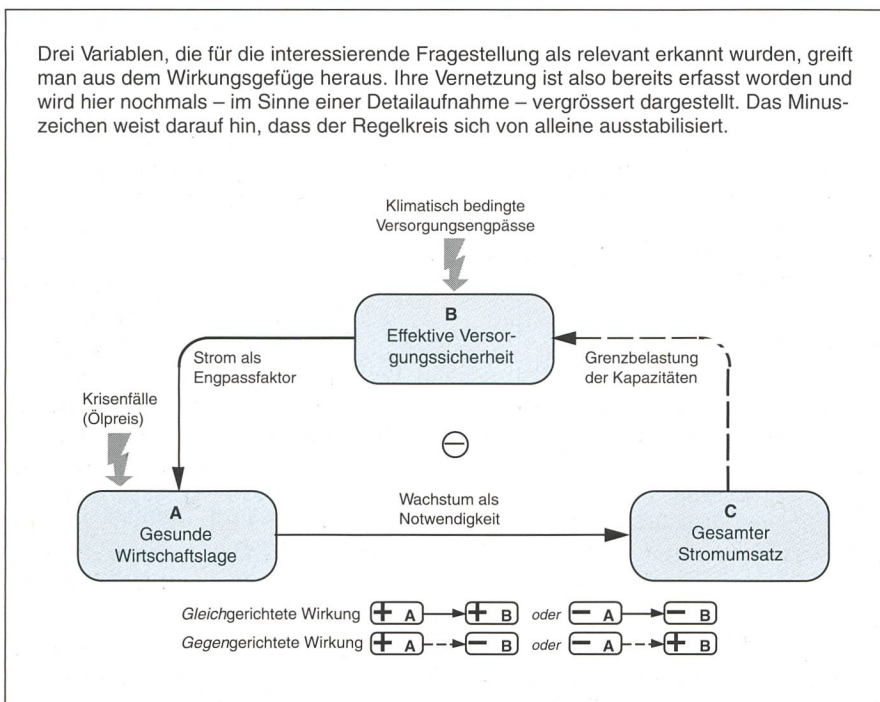 Drei Variablen, die für die interessierende Fragestellung als relevant erkannt wurden, greift
man aus dem Wirkungsgefüge heraus. Ihre Vernetzung ist also bereits erfasst worden und
wird hier nochmals – im Sinne einer Detailaufnahme – vergrössert dargestellt. Das Minus-
zeichen weist darauf hin, dass der Regelkreis sich von alleine ausstabilisiert.
Klimatisch bedingte
Versorgungsengpässe
B
Effektive Versor-
gungssicherheit
Strom als
Engpassfaktor
Grenzbelastung
der Kapazitäten
Krisenfälle
(Ölpreis)
A
Gesunde
Wirtschaftslage
Wachstum als
Notwendigkeit
C
Gesamter
Stromumsatz
Gleichgerichtete Wirkung + A + B oder – A – B
Gegengerichtete Wirkung + A – B oder – A + B